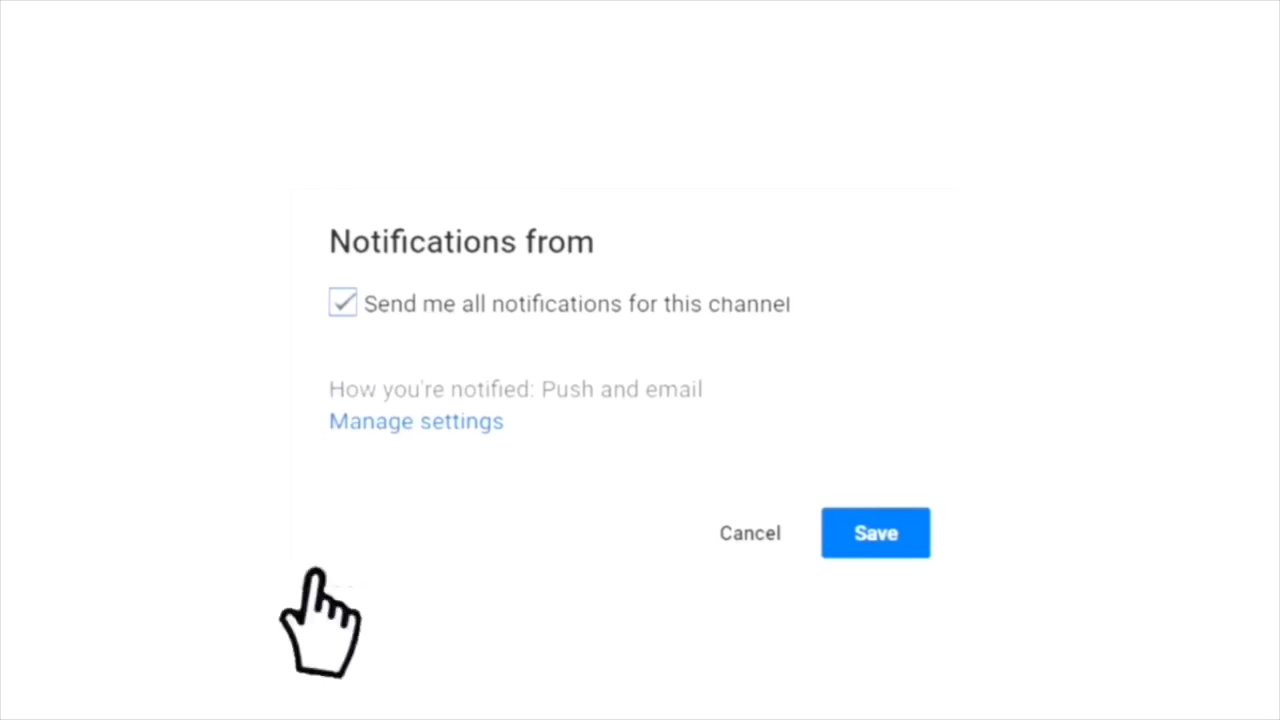 Notifications from
Send me all notifications for this channel
How you're notified: Push and email
Manage settings
Cancel
Save